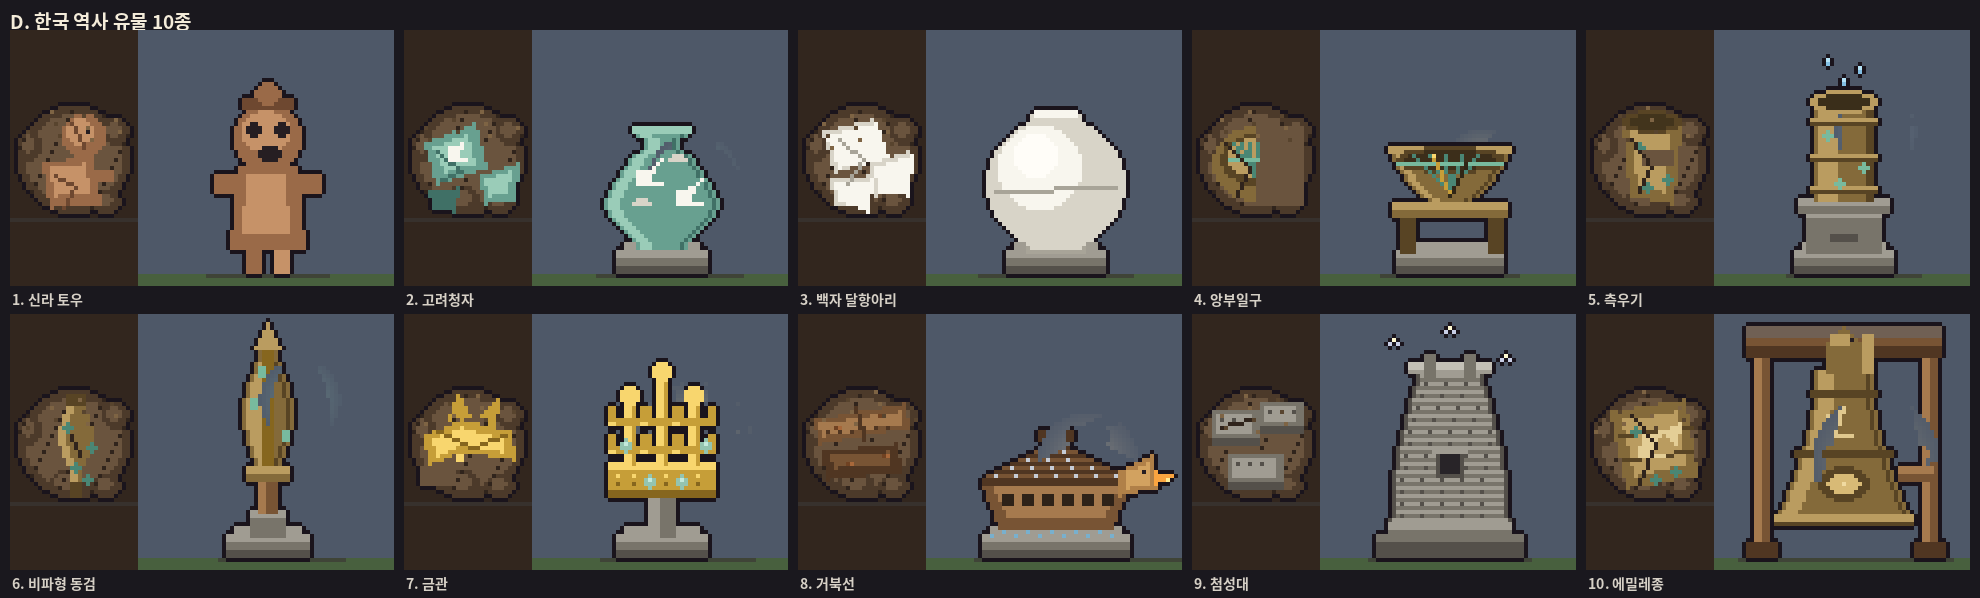 D. 한국 역사 유물 10종
1. 신라 토우
2. 고려청자
3. 백자 달항아리
4. 앙부일구
5. 측우기
6. 비파형 동검
7. 금관
8. 거북선
9. 첨성대
10. 에밀레종